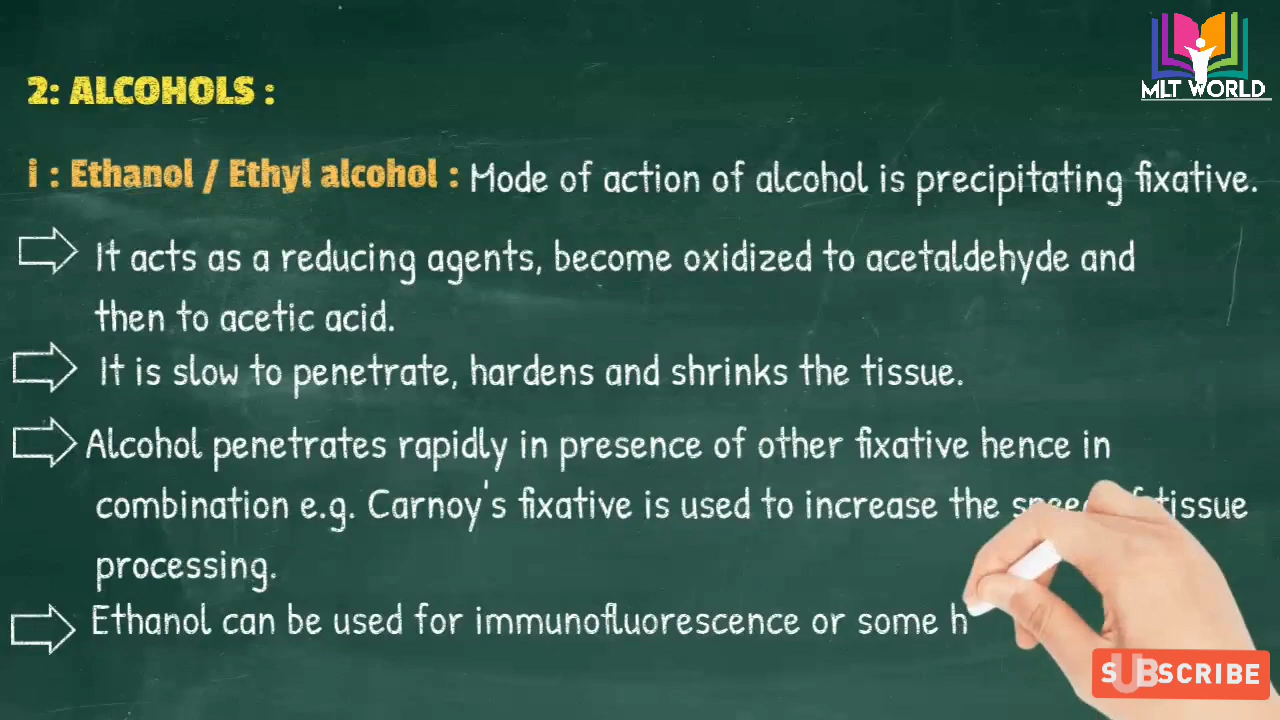 MLT WORLD
2: ALCOHOLS :
i : Ethanol / Ethyl alcohol : Mode of action of alcohol is precipitating fixative.
It acts as a reducing agents, become oxidized to acetaldehyde and
then to acetic acid.
It is slow to penetrate, hardens and shrinks the tissue.
Alcohol penetrates rapidly in presence of other fixative hence in
combination e.g. Carnoy's fixative is used to increase the tissue
processing.
Ethanol can be used for immunofluorescence or some h
SUBSCRIBE